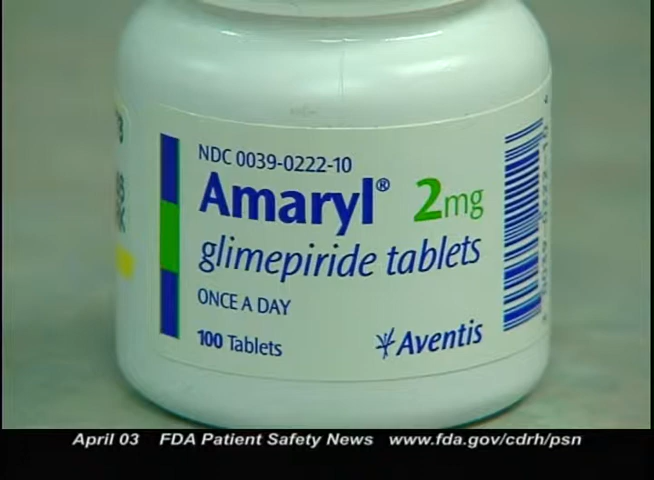 NDC 0039-0222-10
Amaryl® 2mg
glimepiride tablets
ONCE A DAY
100 Tablets
Aventis
April 03 FDA Patient Safety News www.fda.gov/cdrh/psn